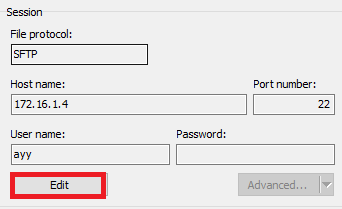 Session
File protocol:
SFTP
Host name: Port number:
172.16.1.4 22
User name: Password:
ayy
Edit Advanced...